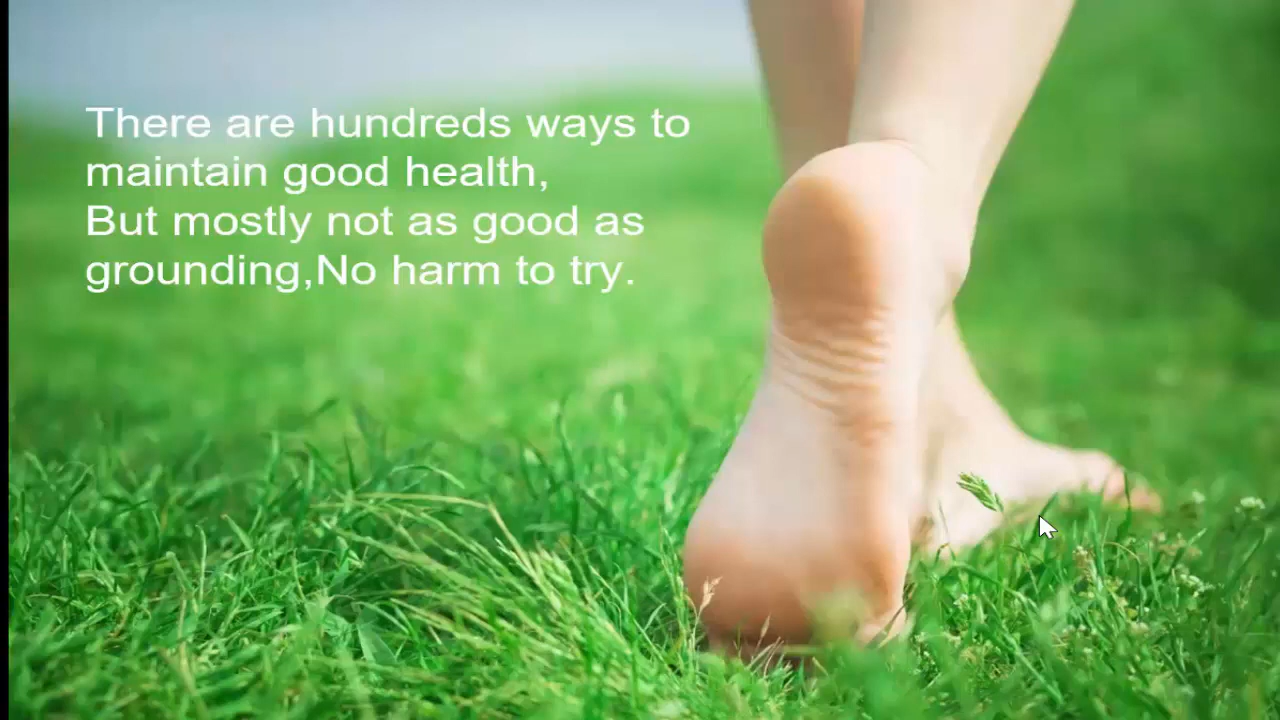 There are hundreds ways to
maintain good health,
But mostly not as good as
grounding,No harm to try.